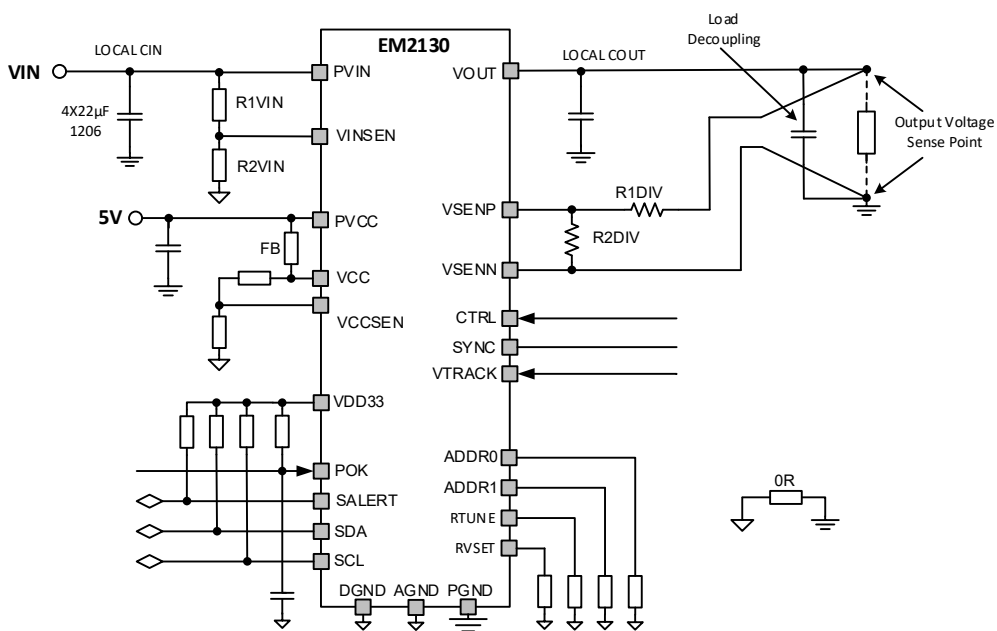 EM2130
LOCAL CIN
VIN
4X22µF
1206
R1VIN
R2VIN
PVIN
VINSEN
5V
PVCC
FB
VCC
VCCSEN
VDD33
POK
SALERT
SDA
SCL
DGND AGND PGND
VOUT
LOCAL COUT
Load
Decoupling
Output Voltage
Sense Point
VSENP
R1DIV
R2DIV
VSENN
CTRL
SYNC
VTRACK
ADDR0
ADDR1
RTUNE
RVSET
0R